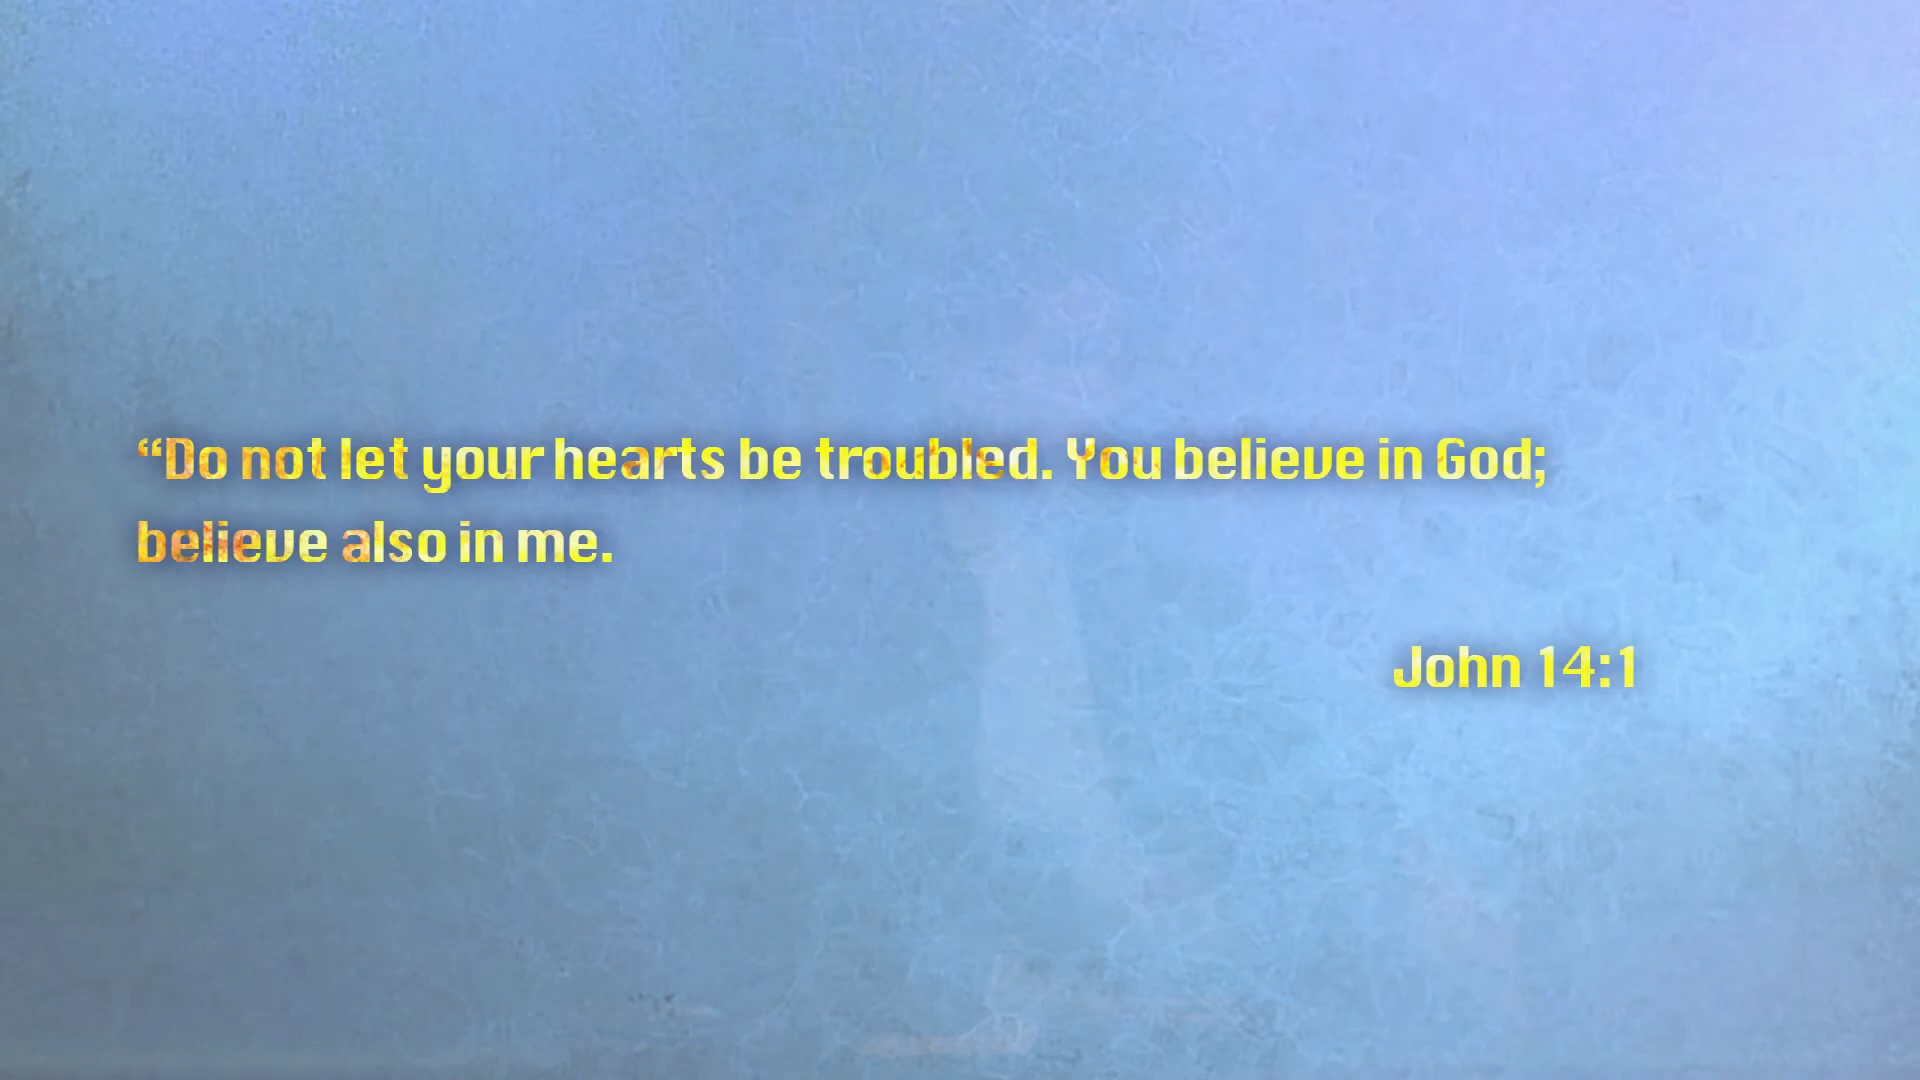 “Do not let your hearts be troubled. You believe in God;
believe also in me.
John 14:1